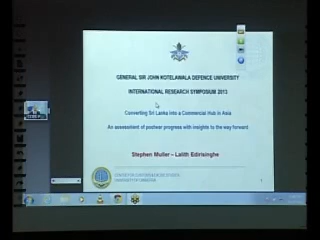 GENERAL SIR JOHN KOTELAWALA DEFENCE UNIVERSITY
INTERNATIONAL RESEARCH SYMPOSIUM 2013
Converting Sri Lanka into a Commercial Hub in Asia
An assessment of postwar progress with insights to the way forward
Stephen Muller – Lalith Edirisinghe